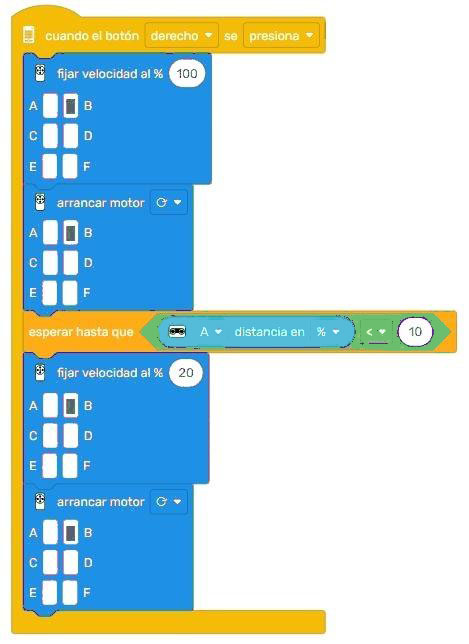 cuando el botón derecho se presiona
fijar velocidad al % 100
A B
C D
E F
arrancar motor
A B
C D
E F
esperar hasta que A distancia en % < 10
fijar velocidad al % 20
A B
C D
E F
arrancar motor
A B
C D
E F